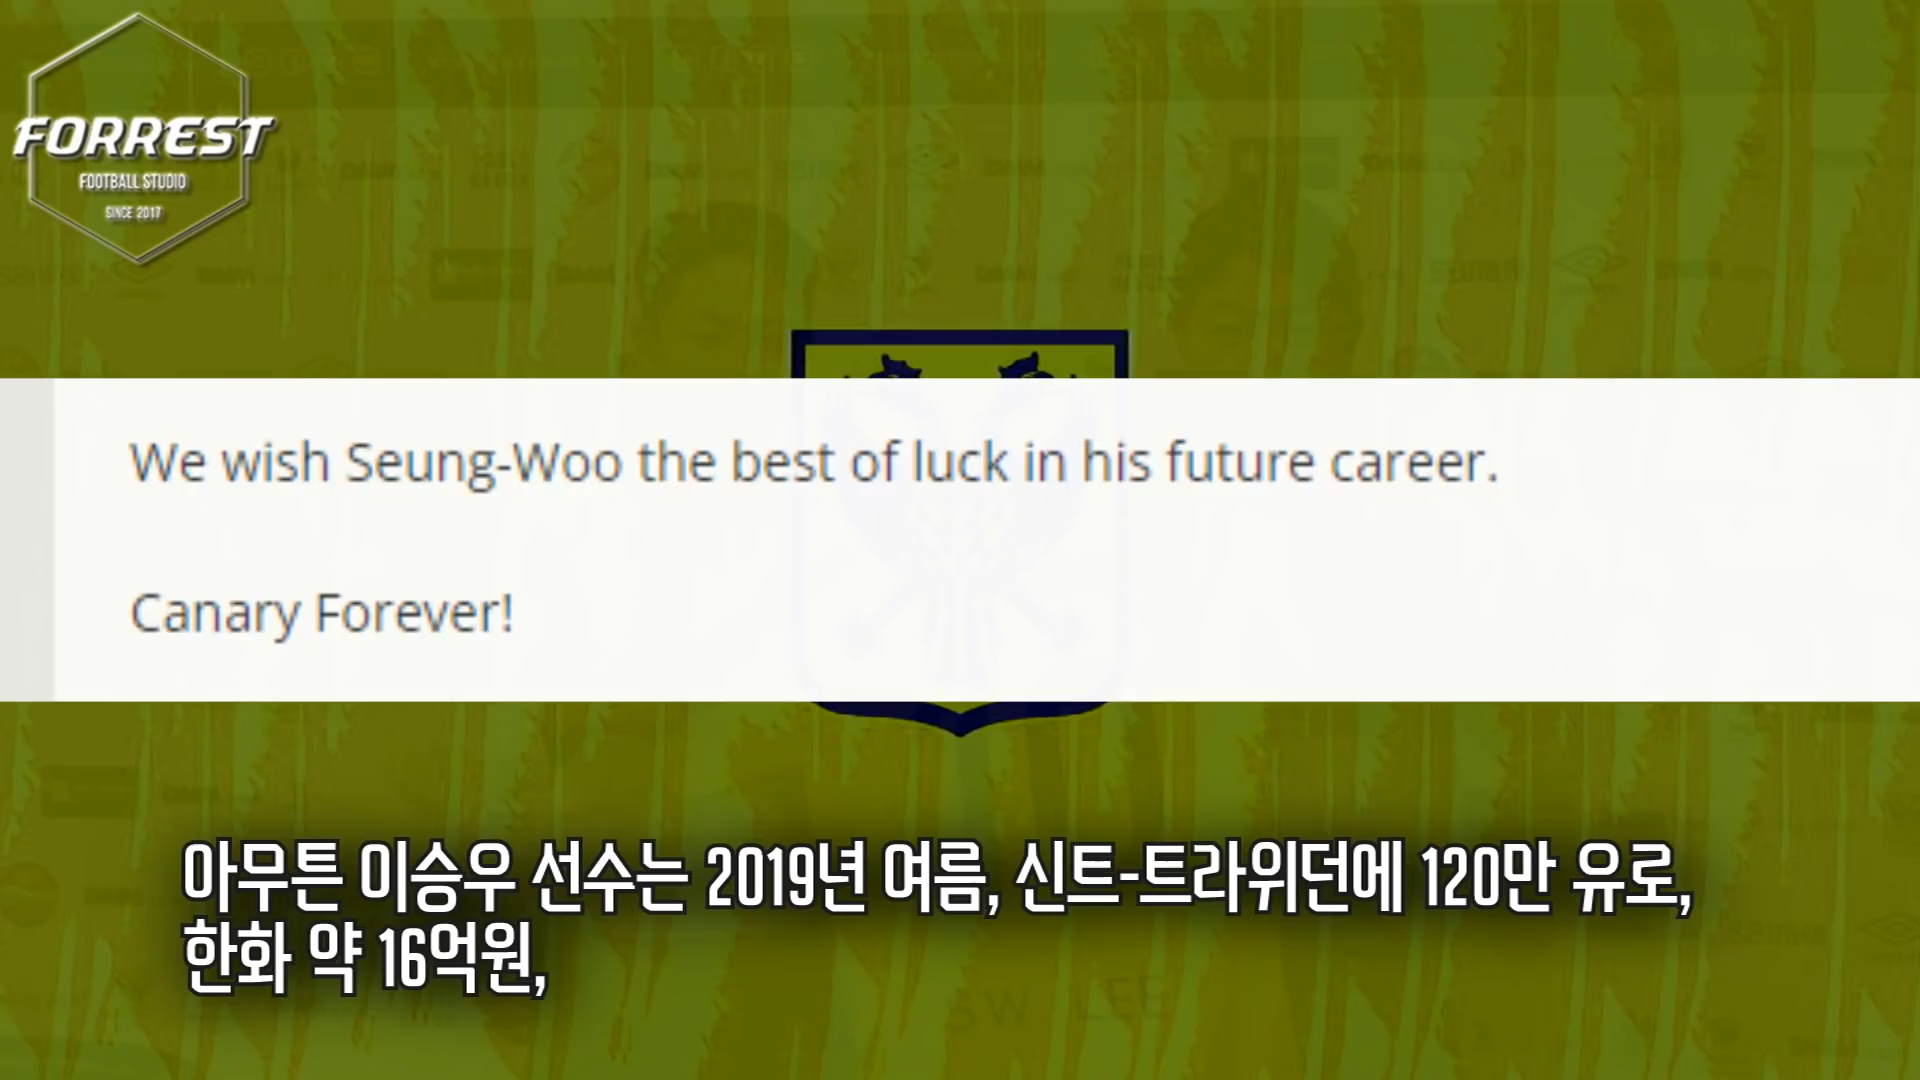 FORREST
FOOTBALL STUDIO
SINCE 2017
We wish Seung-Woo the best of luck in his future career.
Canary Forever!
아무튼 이승우 선수는 2019년 여름, 신트-트라위던에 120만 유로,
한화 약 16억원,
SW LEE